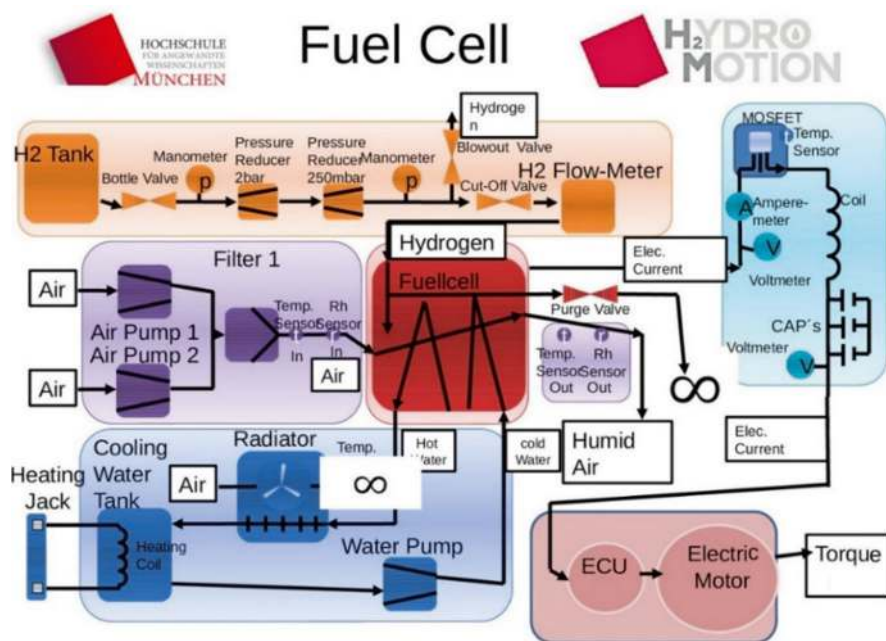 HOCHSCHULE
FÜR ANGEWANDTE
WISSENSCHAFTEN
MÜNCHEN
Fuel Cell
H2YDRO
MOTION
H2 Tank
Bottle Valve
Manometer
p
Pressure
Reducer
2bar
Pressure
Reducer
250mbar
Manometer
p
Hydroge
n
Blowout Valve
Cut-Off Valve
H2 Flow-Meter
MOSFET
Temp.
Sensor
A
Ampere-
meter
Coil
V
Voltmeter
CAP´s
Voltmeter
V
Filter 1
Air
Air Pump 1
Air Pump 2
Air
Temp.
Sensor
In
Rh
Sensor
In
Air
Hydrogen
Fuellcell
Elec.
Current
Purge Valve
Temp.
Sensor
Out
Rh
Sensor
Out
∞
Humid
Air
Elec.
Current
Heating
Jack
Cooling
Water
Tank
Heating
Coil
Radiator
Air
Temp.
∞
Hot
Water
cold
Water
Water Pump
ECU
Electric
Motor
Torque